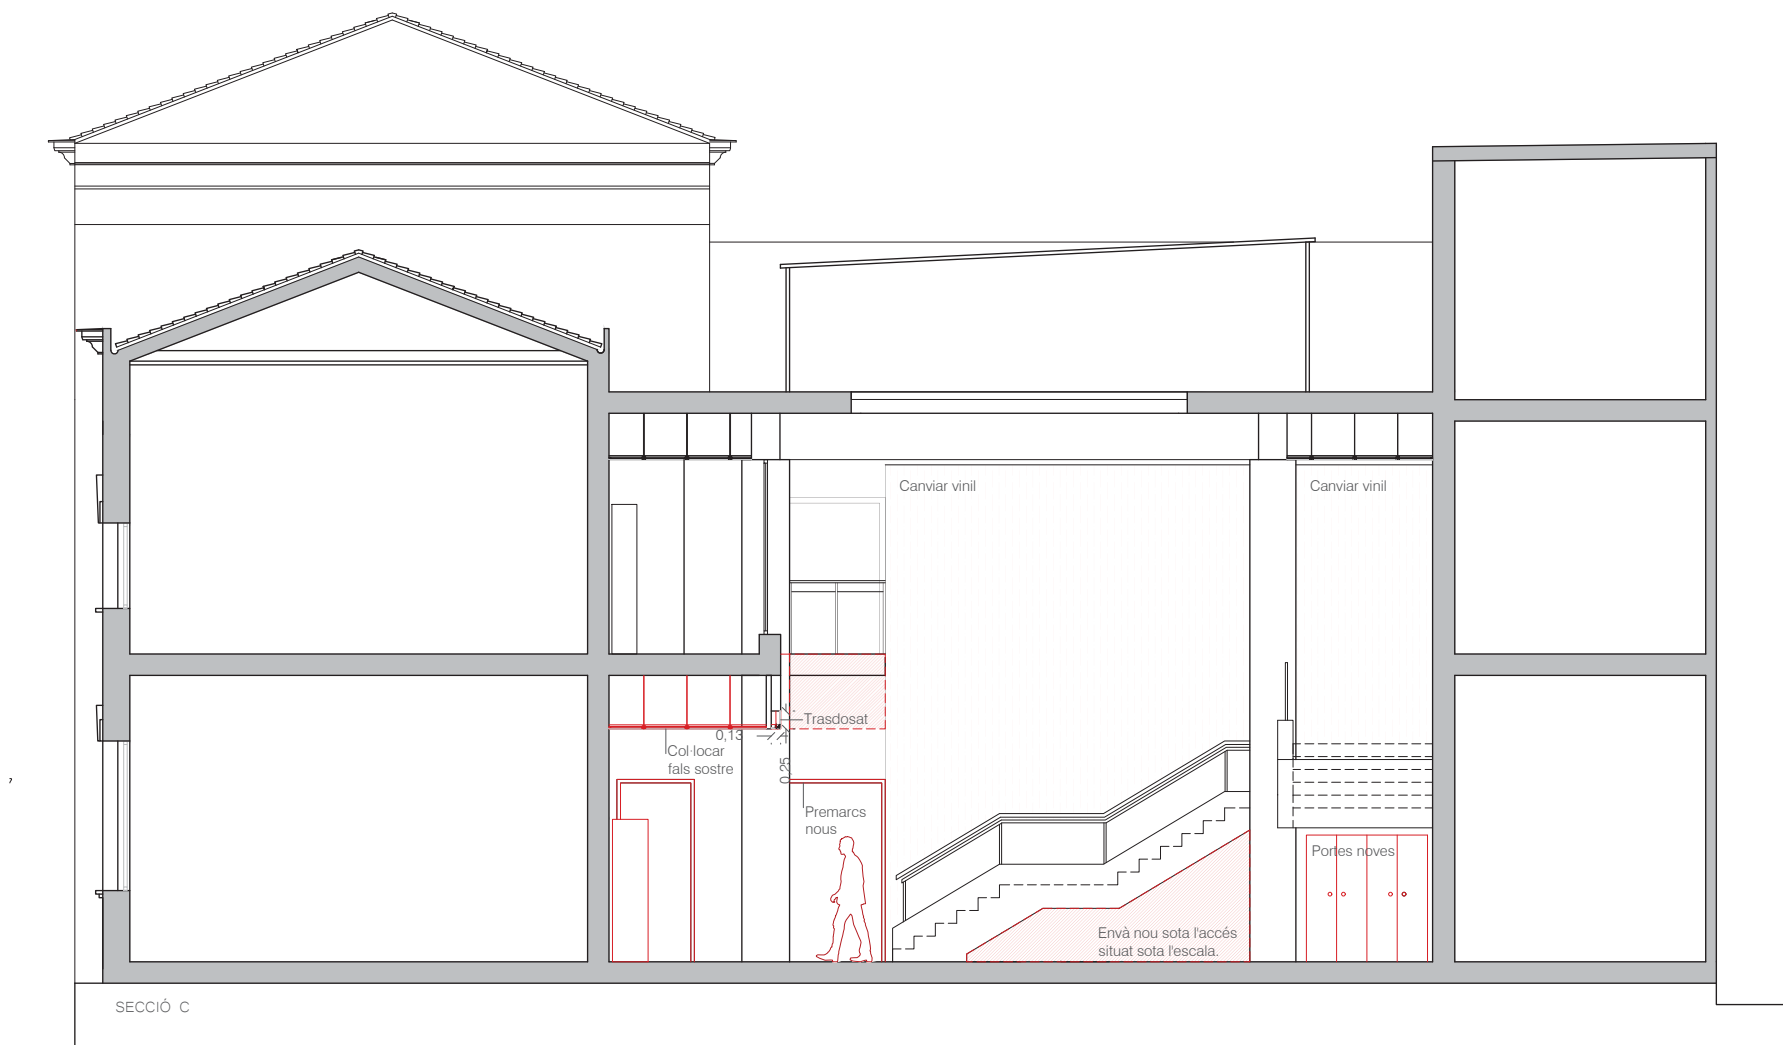 Canviar vinil
Canviar vinil
Trasdosat
0,13
Col·locar
fals sostre
0,25
Premarcs
nous
Portes noves
Envà nou sota l'accés
situat sota l'escala.
SECCIÓ C